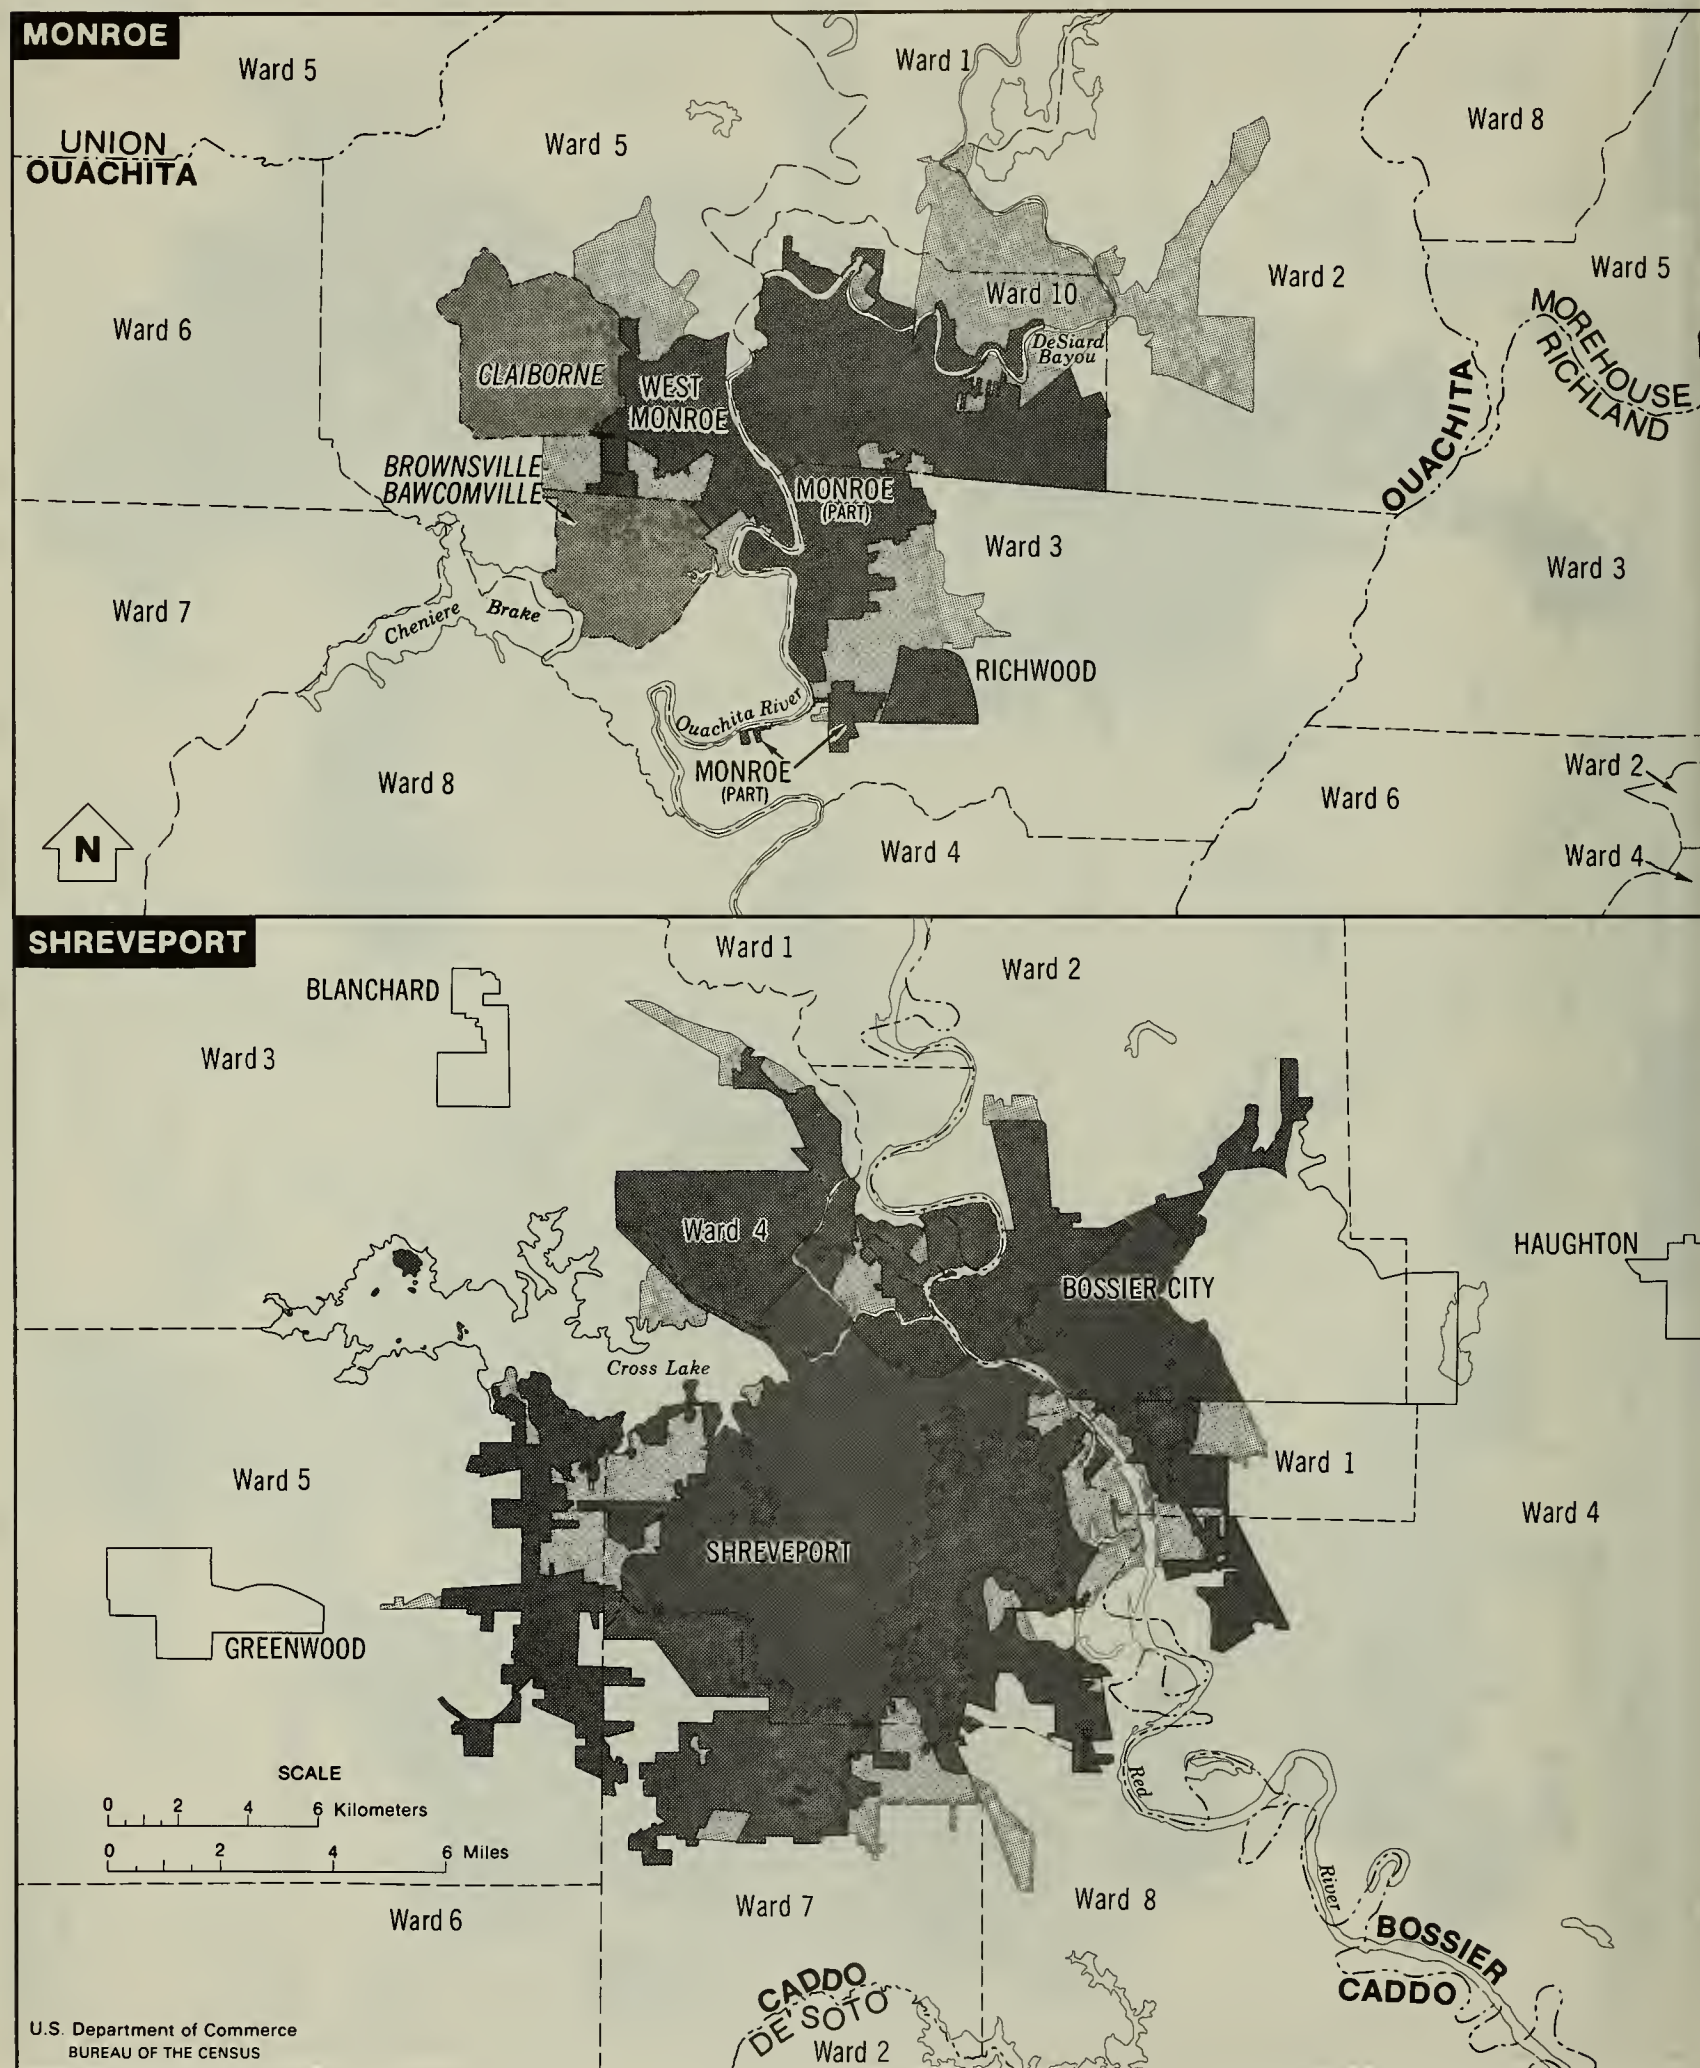 MONROE
Ward 5
Ward 1
Ward 8
UNION
OUACHITA
Ward 5
Ward 5
Ward 2
Ward 10
Ward 6
MOREHOUSE
RICHLAND
DeSiard
Bayou
CLAIBORNE
WEST
MONROE
OUACHITA
BROWNSVILLE
BAWCOMVILLE
MONROE
(PART)
Ward 3
Ward 3
Ward 7
Cheniere Brake
RICHWOOD
Ouachita River
MONROE
(PART)
Ward 8
Ward 2
Ward 6
N
Ward 4
Ward 4
SHREVEPORT
Ward 1
Ward 2
BLANCHARD
Ward 3
Ward 4
HAUGHTON
BOSSIER CITY
Cross Lake
Ward 1
Ward 5
Ward 4
SHREVEPORT
GREENWOOD
SCALE
0 2 4 6 Kilometers
0 2 4 6 Miles
Red
River
Ward 6
Ward 7
Ward 8
BOSSIER
CADDO
CADDO
DE SOTO
Ward 2
U.S. Department of Commerce
BUREAU OF THE CENSUS